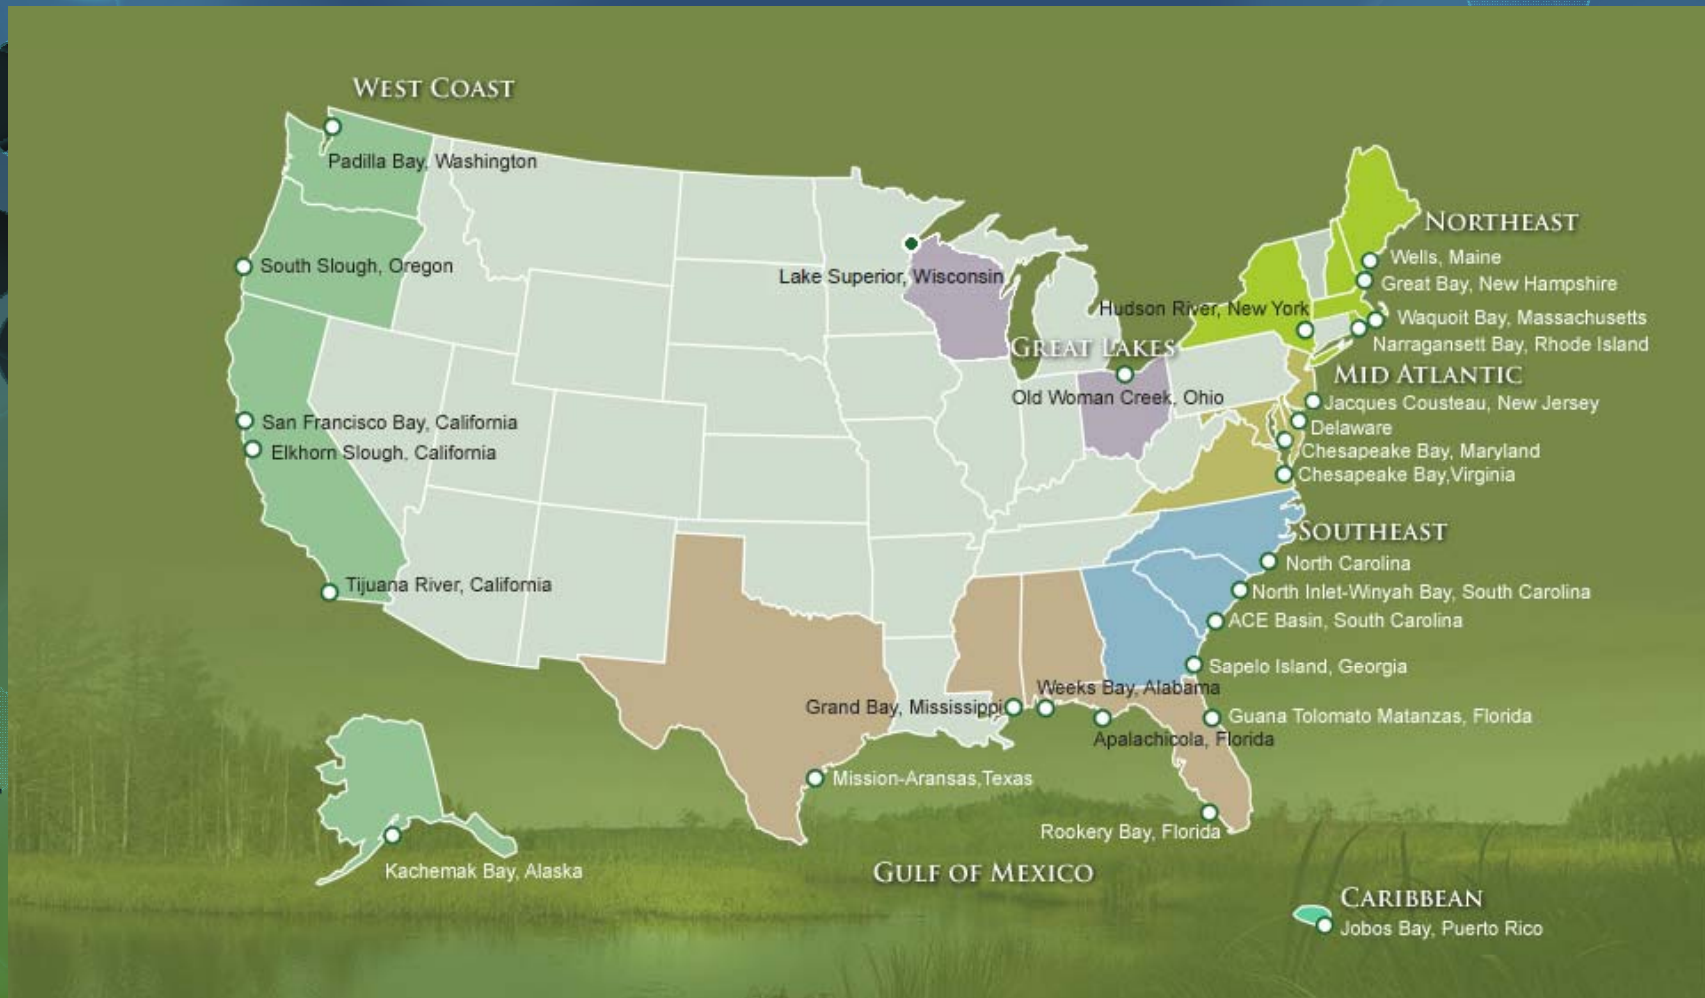 WEST COAST
Padilla Bay, Washington
NORTHEAST
South Slough, Oregon
Wells, Maine
Lake Superior, Wisconsin
Great Bay, New Hampshire
Hudson River, New York
Waquoit Bay, Massachusetts
Narragansett Bay, Rhode Island
GREAT LAKES
MID ATLANTIC
Old Woman Creek, Ohio
Jacques Cousteau, New Jersey
San Francisco Bay, California
Delaware
Elkhorn Slough, California
Chesapeake Bay, Maryland
Chesapeake Bay,Virginia
SOUTHEAST
North Carolina
Tijuana River, California
North Inlet-Winyah Bay, South Carolina
ACE Basin, South Carolina
Sapelo Island, Georgia
Weeks Bay, Alabama
Grand Bay, Mississippi
Guana Tolomato Matanzas, Florida
Apalachicola, Florida
Mission-Aransas,Texas
Rookery Bay, Florida
Kachemak Bay, Alaska
GULF OF MEXICO
CARIBBEAN
Jobos Bay, Puerto Rico